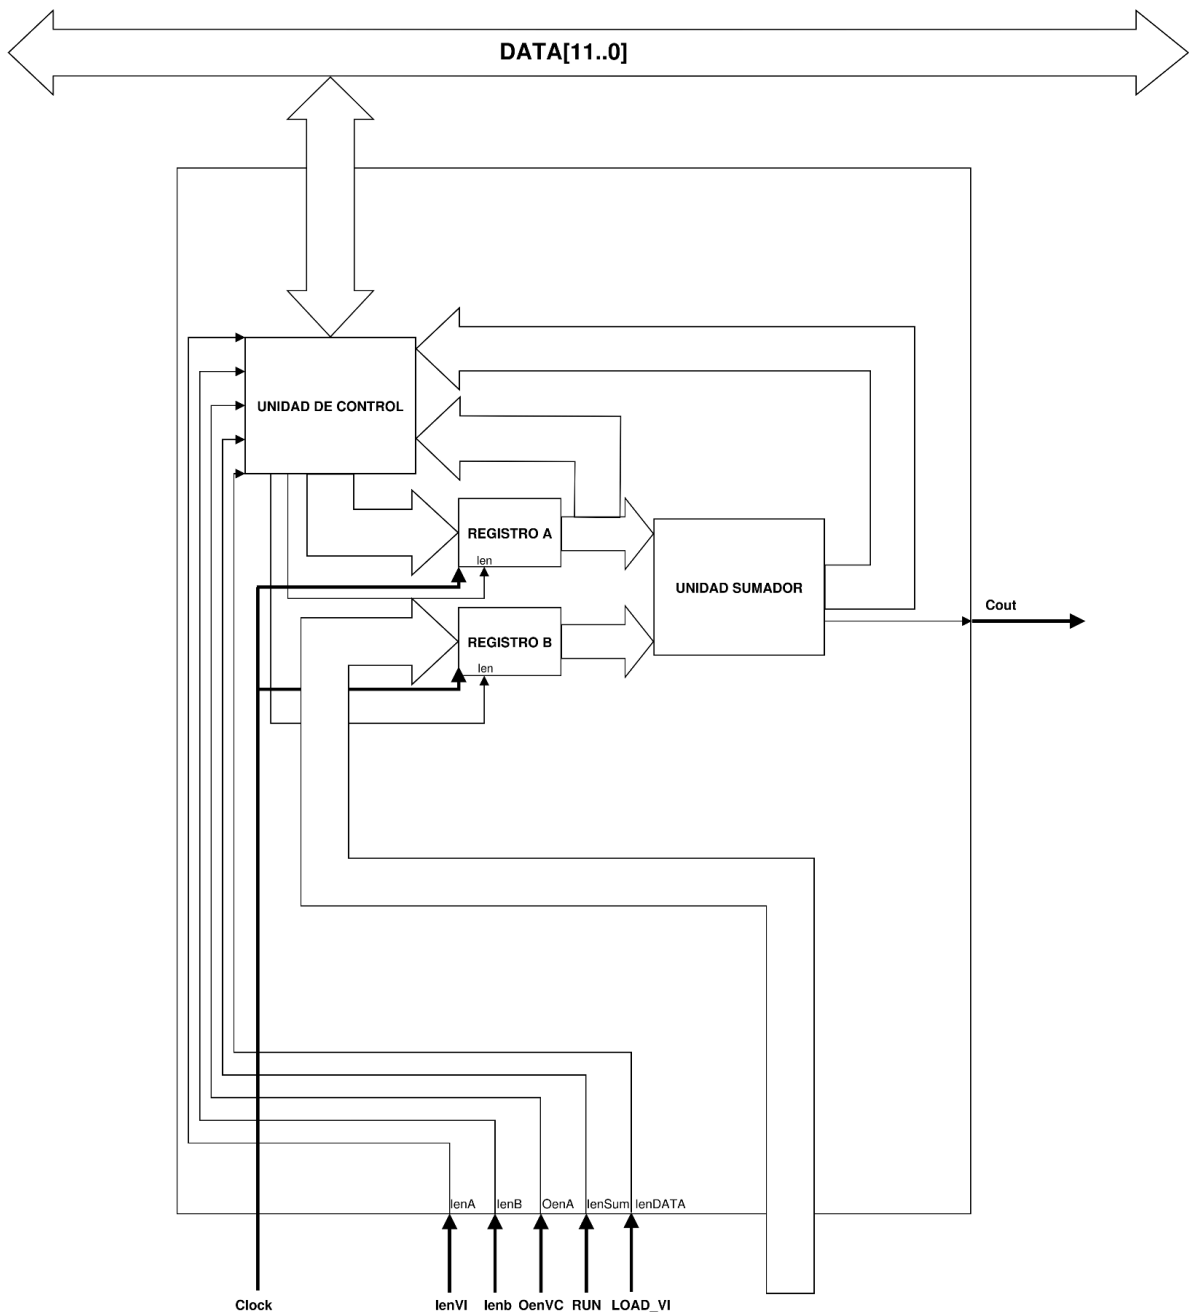 DATA[11..0]
UNIDAD DE CONTROL
REGISTRO A
Ien
UNIDAD SUMADOR
Cout
REGISTRO B
Ien
IenA IenB OenA IenSum IenDATA
Clock IenVI Ienb OenVC RUN LOAD_VI